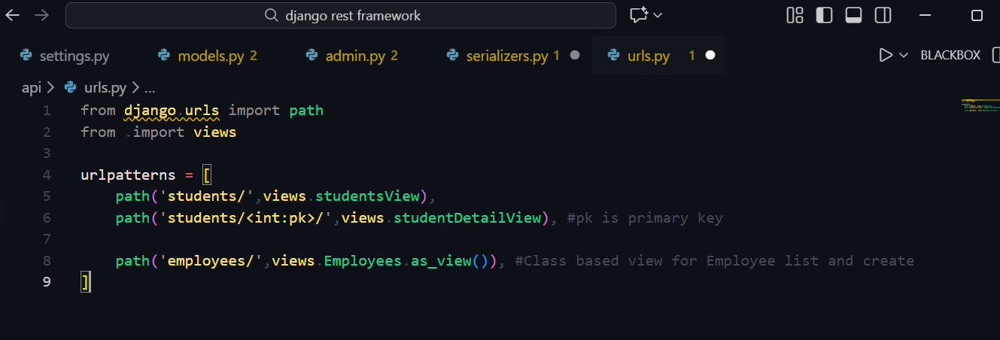 django rest framework
settings.py models.py 2 admin.py 2 serializers.py 1 urls.py 1 BLACKBOX
api > urls.py > ...
1 from django.urls import path
2 from .import views
3
4 urlpatterns = [
5     path('students/',views.studentsView),
6     path('students/<int:pk>/',views.studentDetailView), #pk is primary key
7
8     path('employees/',views.Employees.as_view()), #Class based view for Employee list and create
9 ]